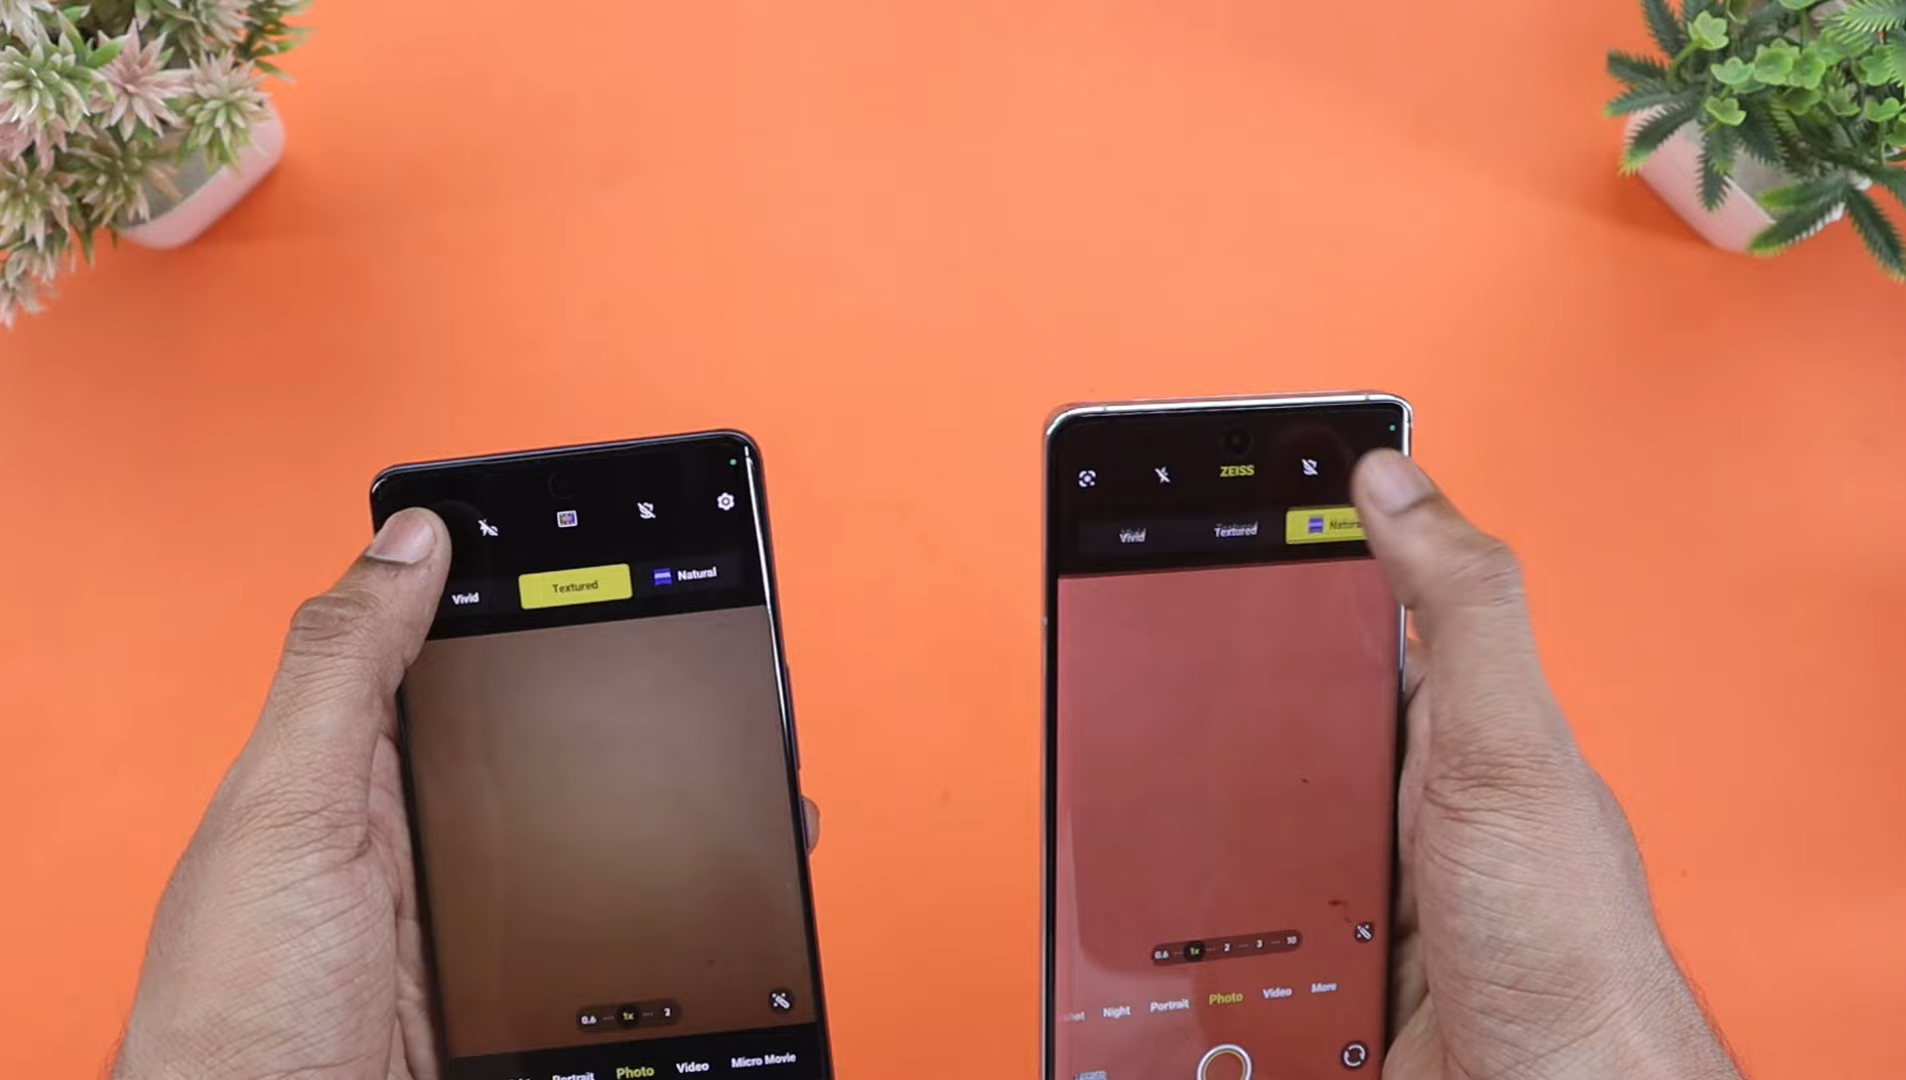 Vivid Textured Natural
0.6 1x 2
Portrait Photo Video Micro Movie
ZEISS
Vivid Textured Natural
0.6 1x 2 3 10
Night Portrait Photo Video More